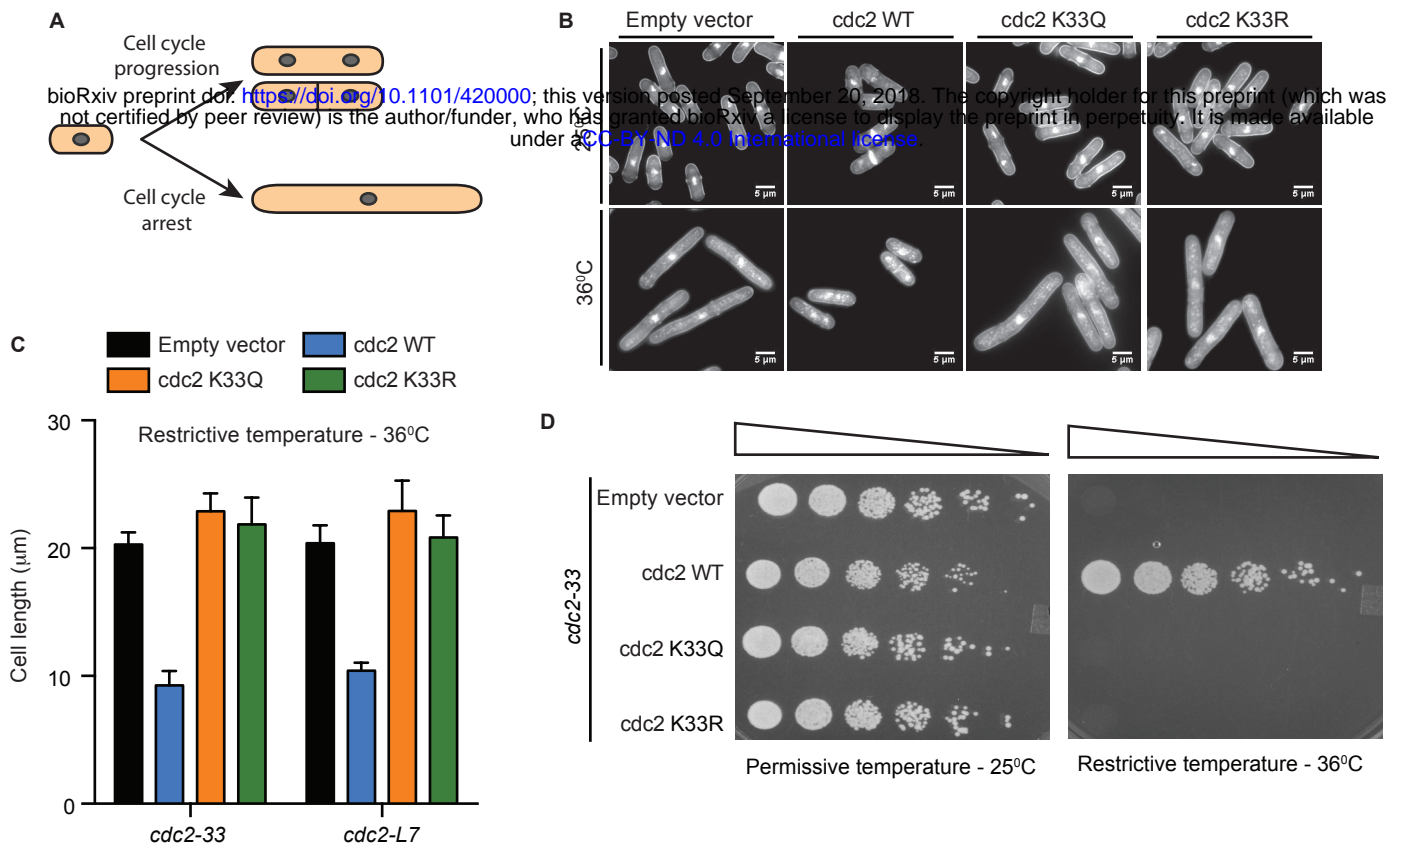 A
Cell cycle
progression
Cell cycle
arrest
B
Empty vector
cdc2 WT
cdc2 K33Q
cdc2 K33R
bioRxiv preprint doi: https://doi.org/10.1101/420000; this version posted September 20, 2018. The copyright holder for this preprint (which was
not certified by peer review) is the author/funder, who has granted bioRxiv a license to display the preprint in perpetuity. It is made available
under aCC-BY-ND 4.0 International license.
5 µm
5 µm
5 µm
5 µm
36⁰C
5 µm
5 µm
5 µm
5 µm
C
Empty vector
cdc2 WT
cdc2 K33Q
cdc2 K33R
Restrictive temperature - 36⁰C
Cell length (µm)
30
20
10
0
cdc2-33
cdc2-L7
D
cdc2-33
Empty vector
cdc2 WT
cdc2 K33Q
cdc2 K33R
Permissive temperature - 25⁰C
Restrictive temperature - 36⁰C